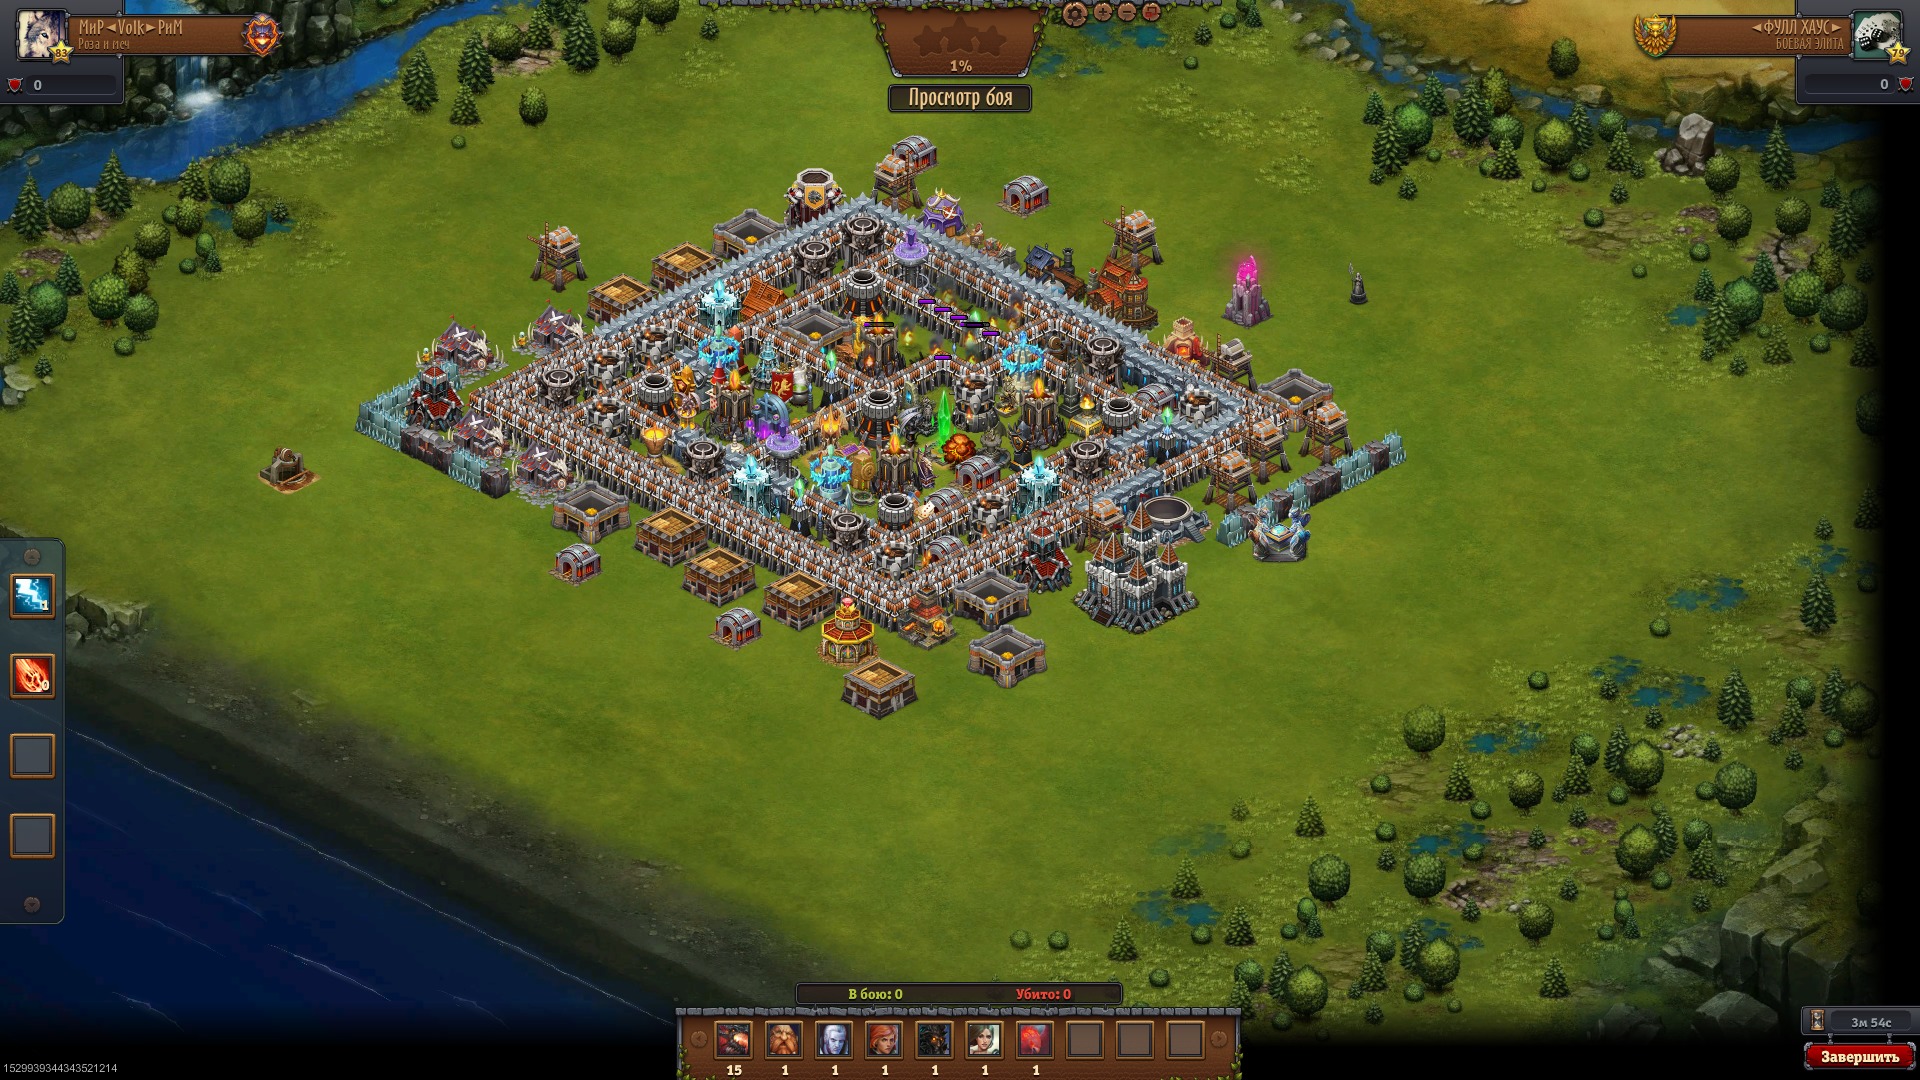 МиР◄Volk►РиМ
Роза и меч
83
0
1%
Просмотр боя
◄ФУЛЛ ХАУС►
БОЕВАЯ ЭЛИТА
79
0
1
0
В бою: 0
Убито: 0
15
1
1
1
1
1
1
3м 54с
Завершить
1529939344343521214